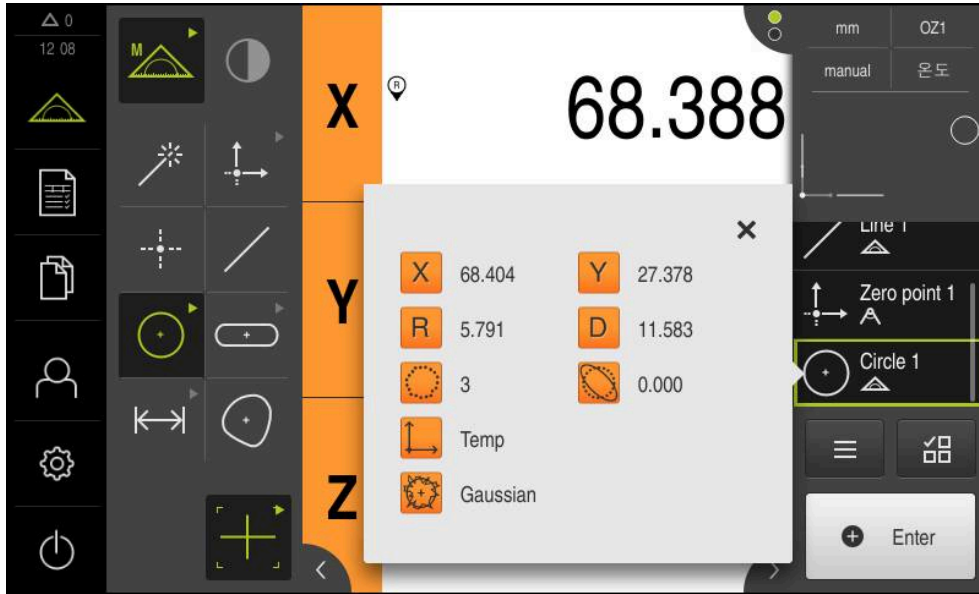 0
12 08
M
X
R
68.388
Y
Z
X 68.404 Y 27.378
R 5.791 D 11.583
3 0.000
Temp
Gaussian
mm OZ1
manual 온도
Line 1
Zero point 1
Circle 1
Enter